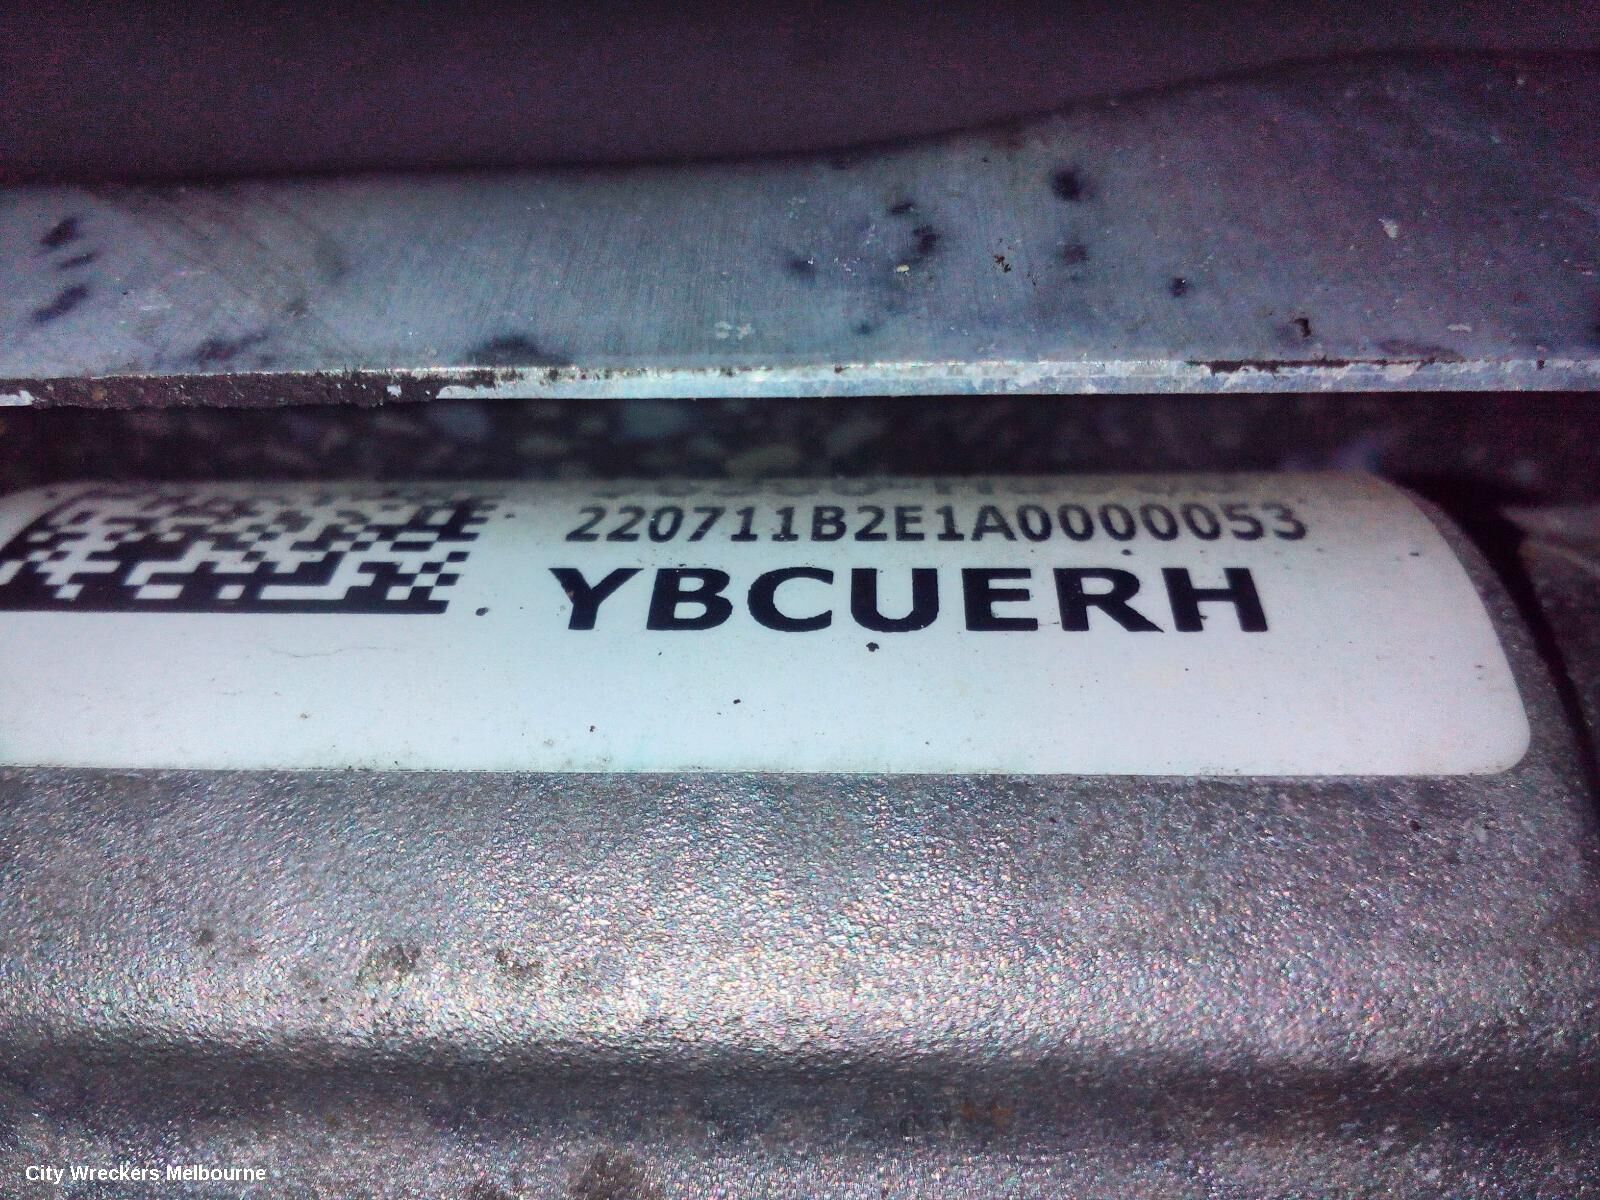 220711B2E1A0000053
YBCUERH
City Wreckers Melbourne